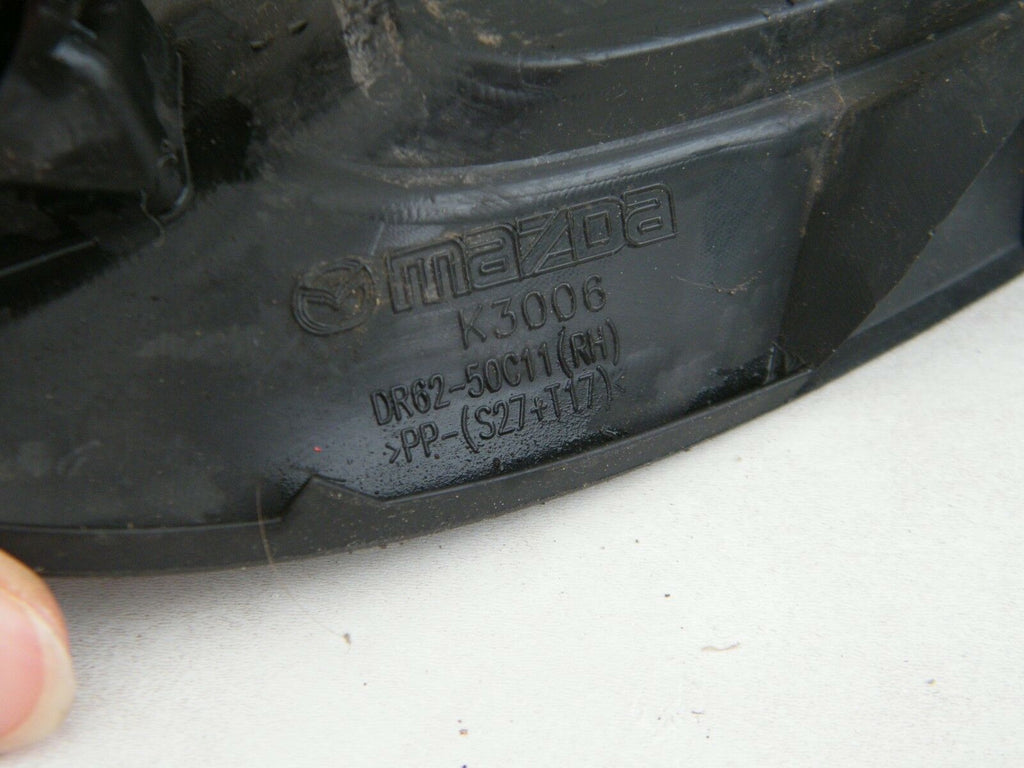 mazda
K3006
DR62-50C11(RH)
>PP-(S27+T17)<